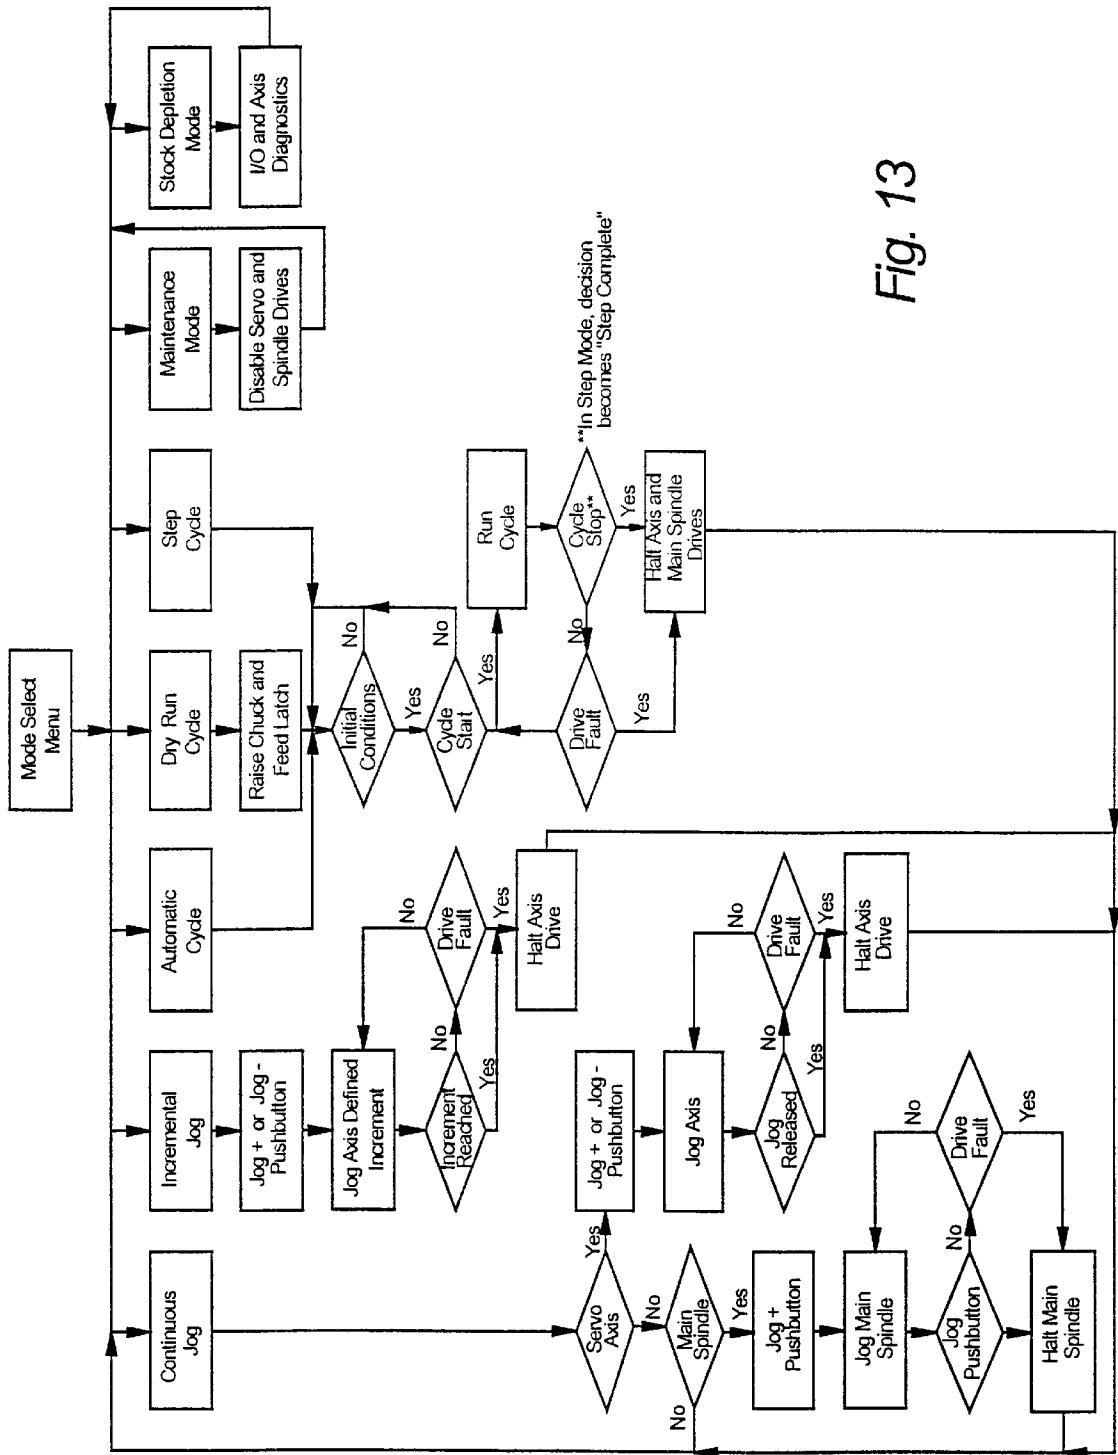 Mode Select
Menu
Continuous
Jog
Incremental
Jog
Automatic
Cycle
Dry Run
Cycle
Step
Cycle
Maintenance
Mode
Stock Depletion
Mode
Jog + or Jog -
Pushbutton
Raise Chuck and
Feed Latch
Disable Servo and
Spindle Drives
I/O and Axis
Diagnostics
Jog Axis Defined
Increment
Initial
Conditions
No
Yes
Increment
Reached
No
Yes
Drive
Fault
No
Yes
Cycle
Start
No
Yes
Halt Axis
Drive
Run
Cycle
Servo
Axis
Yes
No
Jog + or Jog -
Pushbutton
Drive
Fault
No
Yes
Cycle
Stop**
Yes
**In Step Mode, decision
becomes "Step Complete"
Main
Spindle
No
Yes
Jog Axis
Halt Axis and
Main Spindle
Drives
Jog
Released
No
Yes
Drive
Fault
No
Yes
Jog +
Pushbutton
Halt Axis
Drive
Jog Main
Spindle
Jog
Pushbutton
No
Drive
Fault
No
Yes
Halt Main
Spindle
Fig. 13